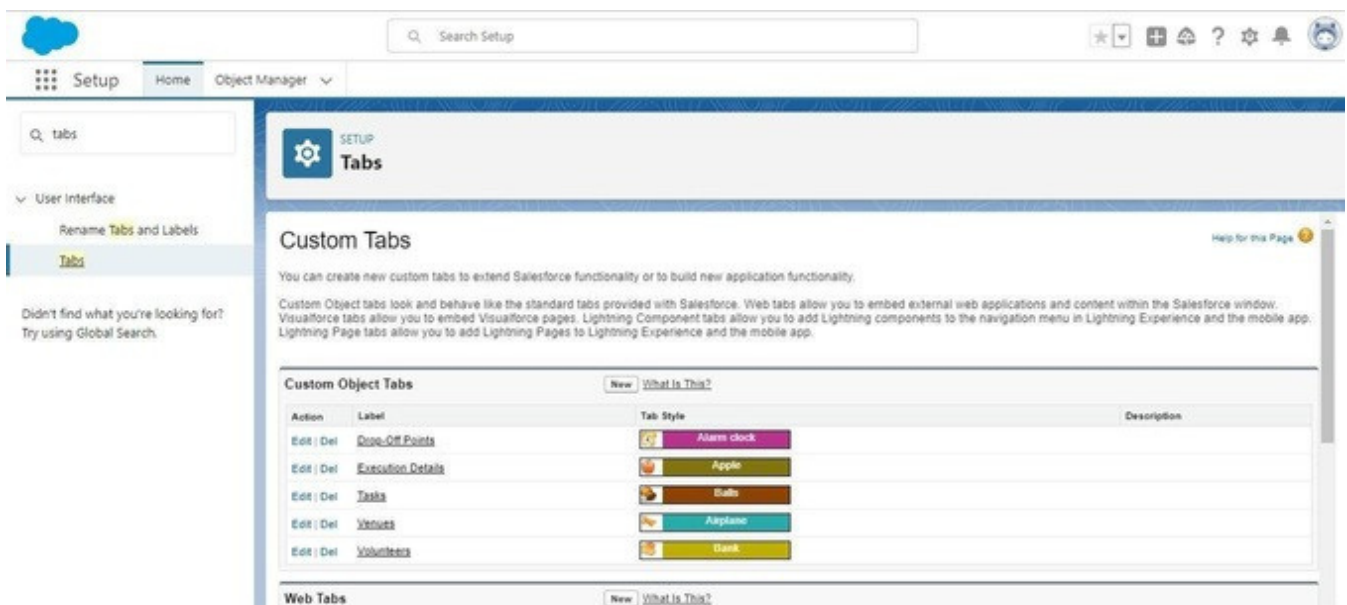 Search Setup
Setup
Home
Object Manager
tabs
SETUP
Tabs
User Interface
Rename Tabs and Labels
Tabs
Didn't find what you're looking for?
Try using Global Search.
Custom Tabs
Help for this Page
You can create new custom tabs to extend Salesforce functionality or to build new application functionality.
Custom Object tabs look and behave like the standard tabs provided with Salesforce. Web tabs allow you to embed external web applications and content within the Salesforce window.
Visualforce tabs allow you to embed Visualforce pages. Lightning Component tabs allow you to add Lightning components to the navigation menu in Lightning Experience and the mobile app.
Lightning Page tabs allow you to add Lightning Pages to Lightning Experience and the mobile app.
Custom Object Tabs New What Is This?
Action Label Tab Style Description
Edit | Del Drop-Off Points Alarm clock
Edit | Del Execution Details Apple
Edit | Del Tasks Balls
Edit | Del Venues Airplane
Edit | Del Volunteers Bank
Web Tabs New What Is This?